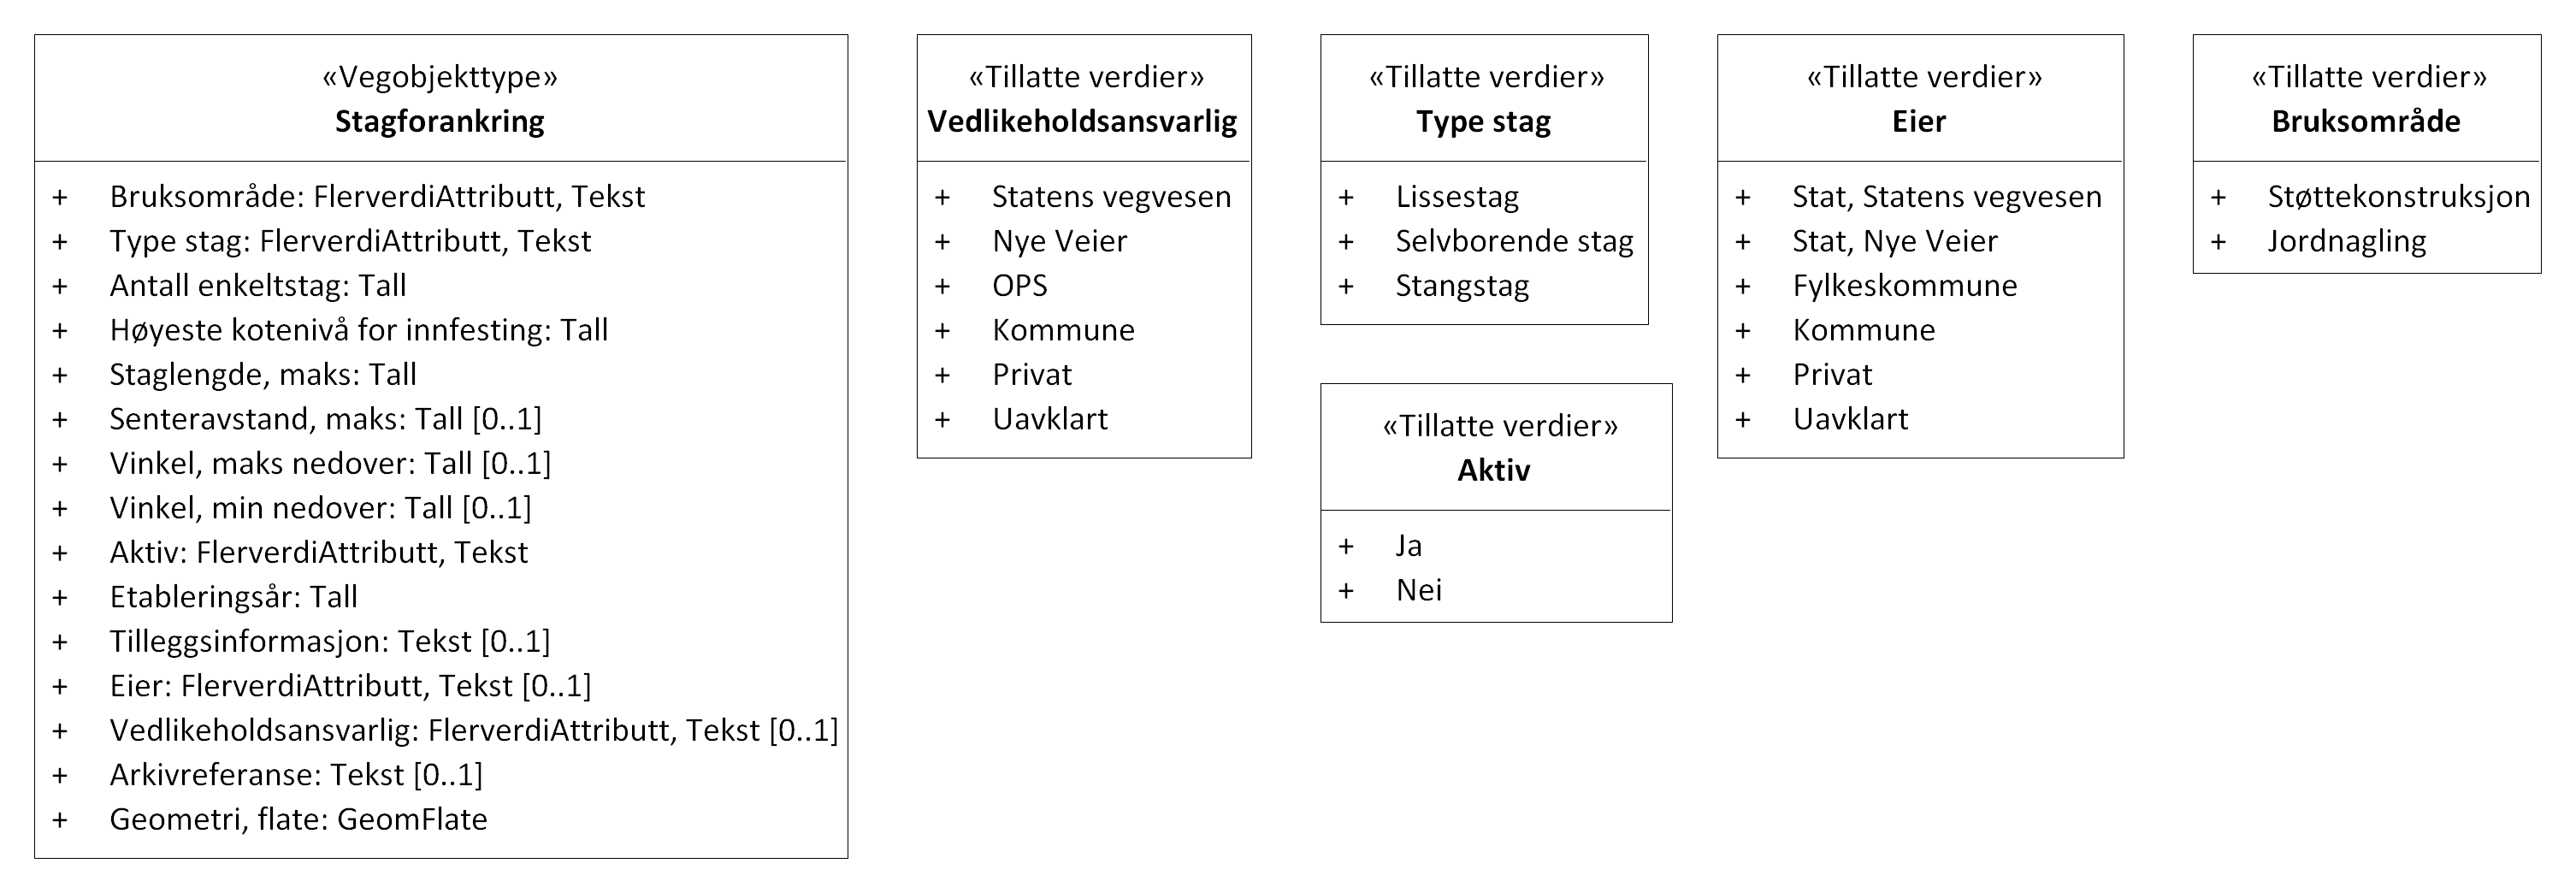 «Vegobjekttype»
Stagforankring
+ Bruksområde: FlerverdiAttributt, Tekst
+ Type stag: FlerverdiAttributt, Tekst
+ Antall enkeltstag: Tall
+ Høyeste kotenivå for innfesting: Tall
+ Staglengde, maks: Tall
+ Senteravstand, maks: Tall [0..1]
+ Vinkel, maks nedover: Tall [0..1]
+ Vinkel, min nedover: Tall [0..1]
+ Aktiv: FlerverdiAttributt, Tekst
+ Etableringsår: Tall
+ Tilleggsinformasjon: Tekst [0..1]
+ Eier: FlerverdiAttributt, Tekst [0..1]
+ Vedlikeholdsansvarlig: FlerverdiAttributt, Tekst [0..1]
+ Arkivreferanse: Tekst [0..1]
+ Geometri, flate: GeomFlate
«Tillatte verdier»
Vedlikeholdsansvarlig
+ Statens vegvesen
+ Nye Veier
+ OPS
+ Kommune
+ Privat
+ Uavklart
«Tillatte verdier»
Type stag
+ Lissestag
+ Selvborende stag
+ Stangstag
«Tillatte verdier»
Aktiv
+ Ja
+ Nei
«Tillatte verdier»
Eier
+ Stat, Statens vegvesen
+ Stat, Nye Veier
+ Fylkeskommune
+ Kommune
+ Privat
+ Uavklart
«Tillatte verdier»
Bruksområde
+ Støttekonstruksjon
+ Jordnagling